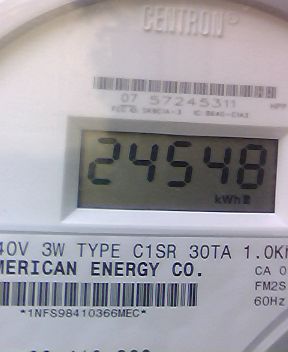 CENTRON®
07 57245311
HPP
24548
kWh
40V 3W TYPE C1SR 30TA 1.0K
MERICAN ENERGY CO.
CA 0
FM2S
60Hz
*1NFS98410366MEC*